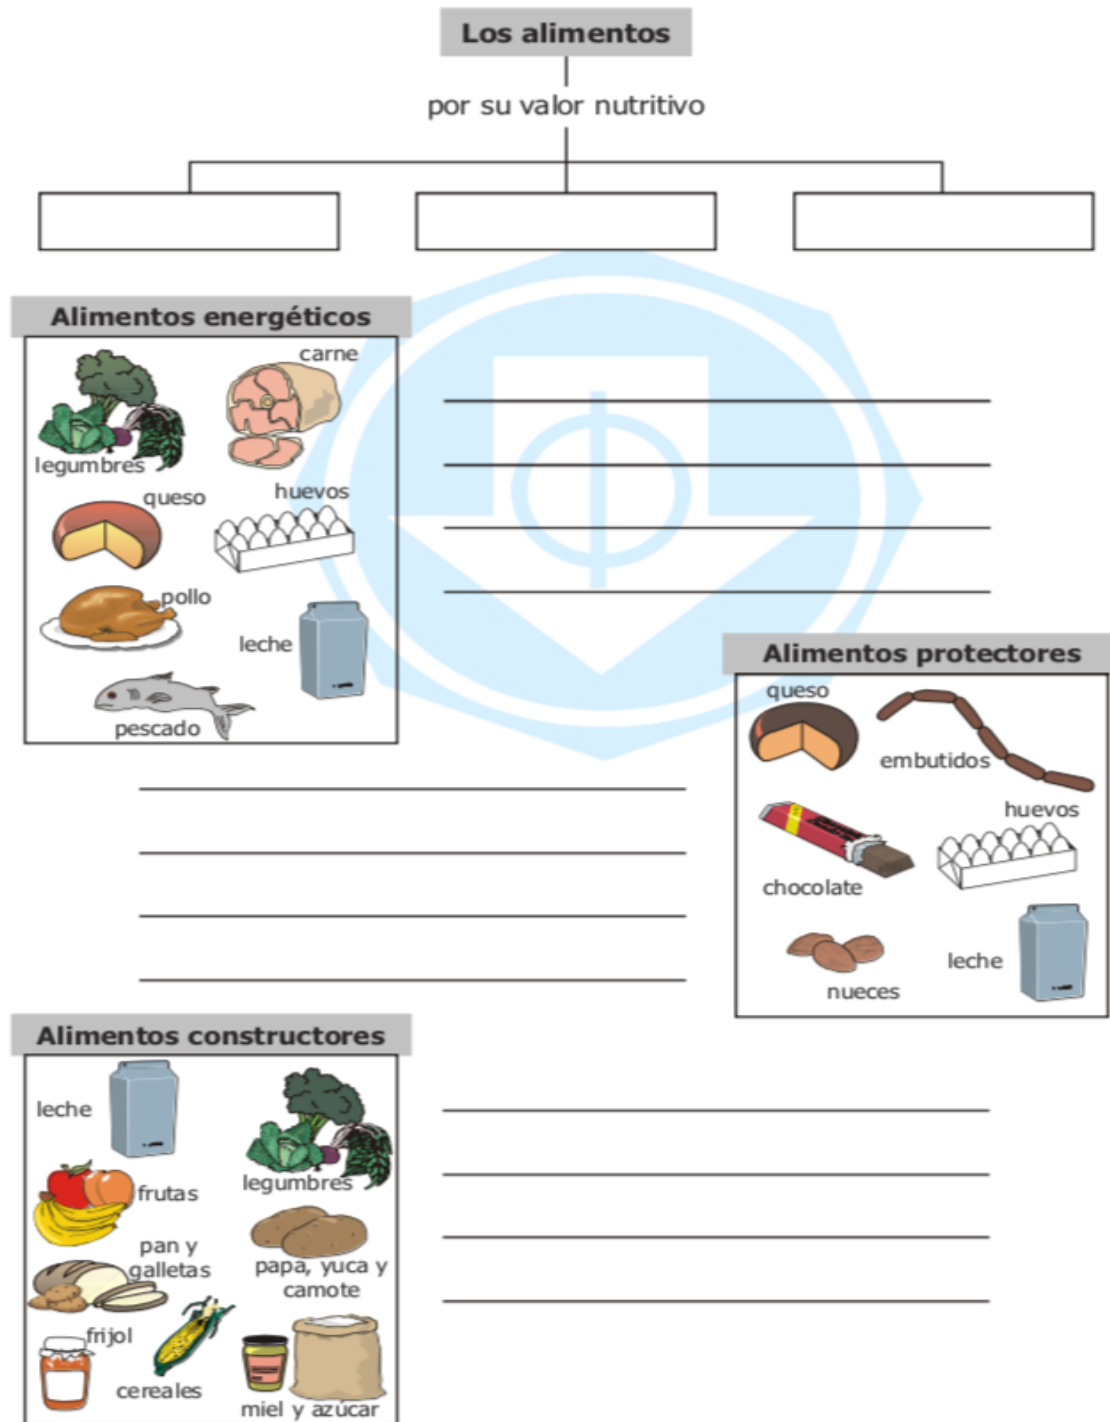 Los alimentos
por su valor nutritivo
Alimentos energéticos
carne
legumbres
queso
huevos
pollo
leche
pescado
Alimentos protectores
queso
embutidos
huevos
chocolate
leche
nueces
Alimentos constructores
leche
legumbres
frutas
pan y
galletas
papa, yuca y
camote
frijol
cereales
miel y azúcar